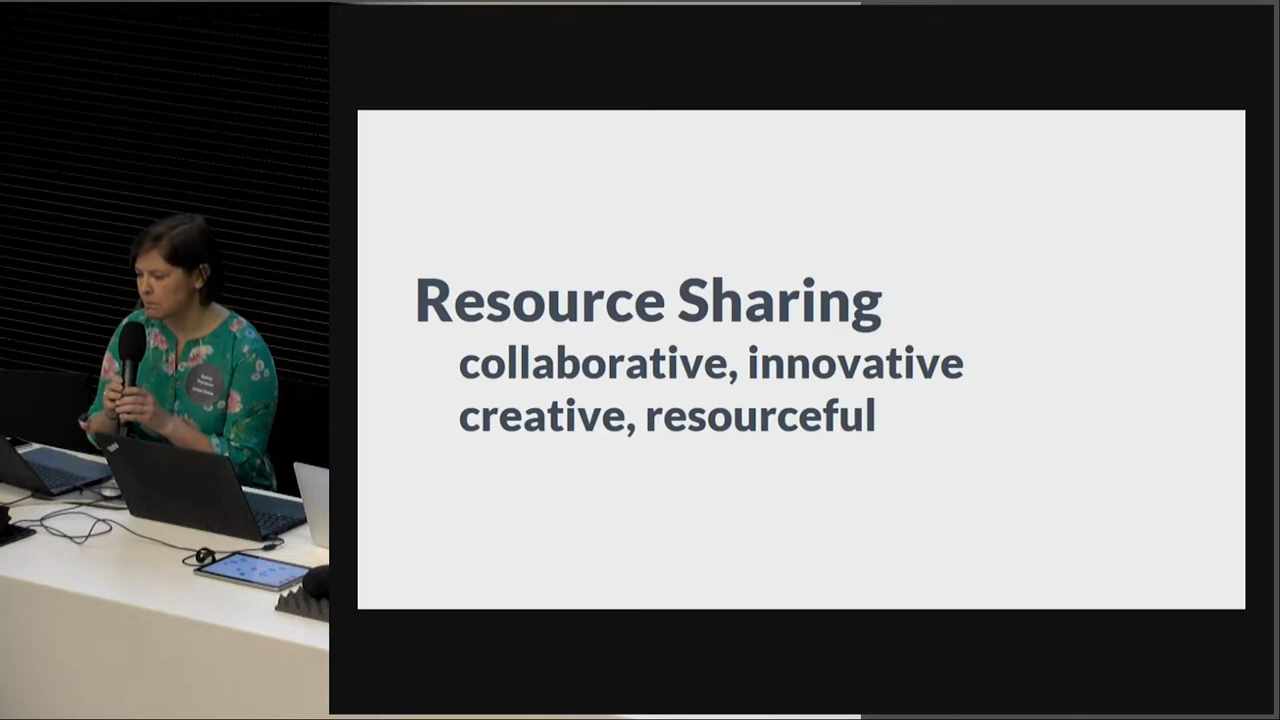 Resource Sharing
collaborative, innovative
creative, resourceful